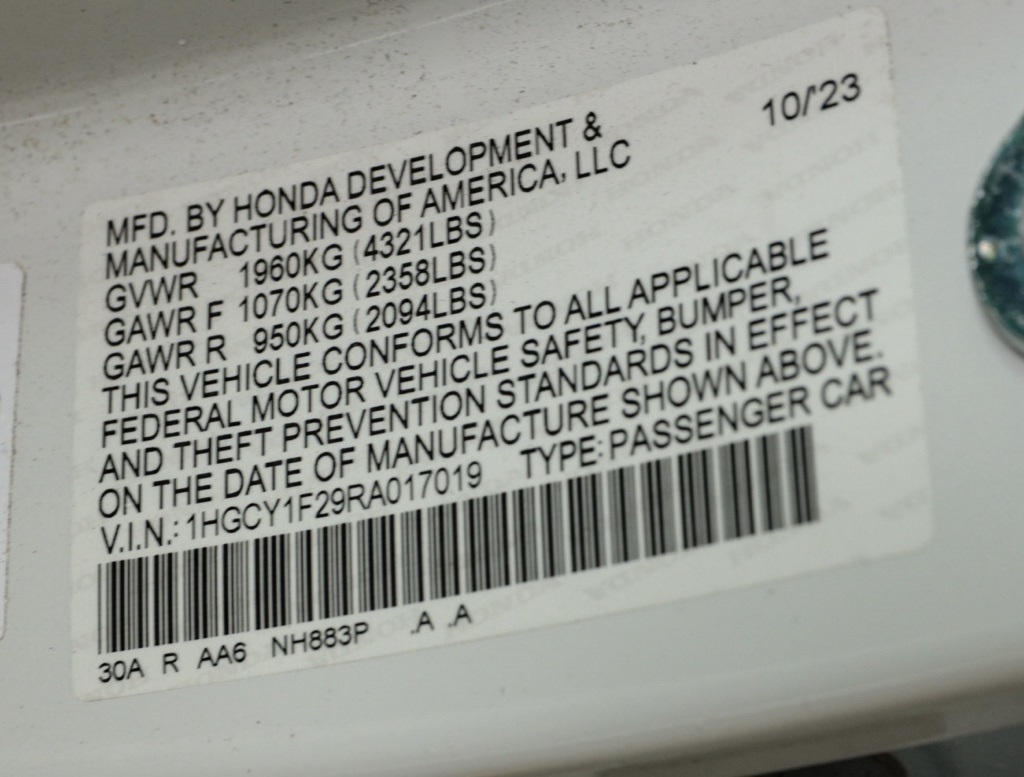 10/'23
MFD. BY HONDA DEVELOPMENT &
MANUFACTURING OF AMERICA, LLC
GVWR 1960KG (4321LBS)
GAWR F 1070KG (2358LBS)
GAWR R 950KG (2094LBS)
THIS VEHICLE CONFORMS TO ALL APPLICABLE
FEDERAL MOTOR VEHICLE SAFETY, BUMPER,
AND THEFT PREVENTION STANDARDS IN EFFECT
ON THE DATE OF MANUFACTURE SHOWN ABOVE.
V.I.N.: 1HGCY1F29RA017019 TYPE: PASSENGER CAR
30A R AA6 NH883P .A .A